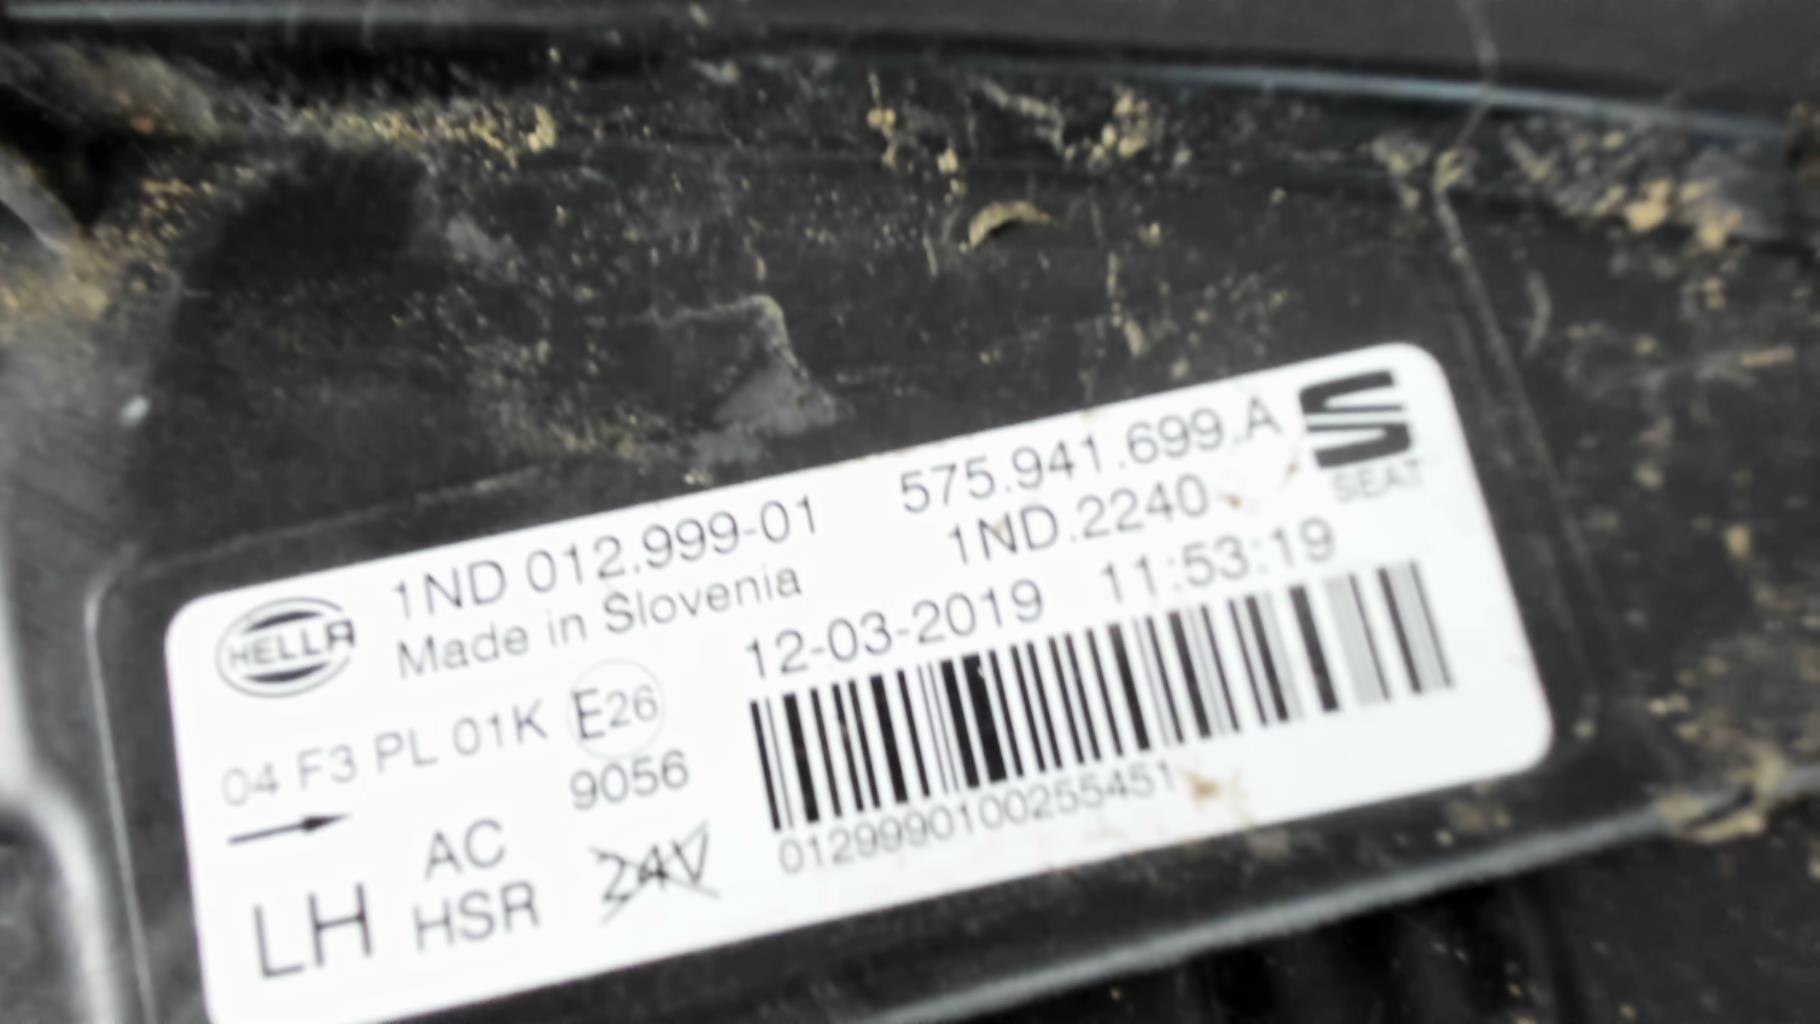 HELLA
1ND 012.999-01
575.941.699.A
SEAT
Made in Slovenia
1ND.2240
12-03-2019 11:53:19
04 F3 PL 01K E26
9056
AC
24V
012999010025545​1
LH HSR